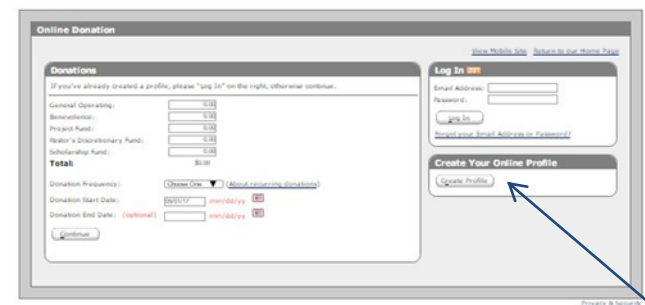 Online Donation
View Mobile Site Return to our Home Page
Donations
If you've already created a profile, please "Log In" on the right, otherwise continue.
General Operating: 0.00
Benevolence: 0.00
Project Fund: 0.00
Pastor's Discretionary Fund: 0.00
Scholarship Fund: 0.00
Total: $0.00
Donation Frequency: Choose One (About recurring donations)
Donation Start Date: mm/dd/yy
Donation End Date: (optional) mm/dd/yy
Continue
Log In
Email Address:
Password:
Log In
Forgot your Email Address or Password?
Create Your Online Profile
Create Profile
Privacy & Security